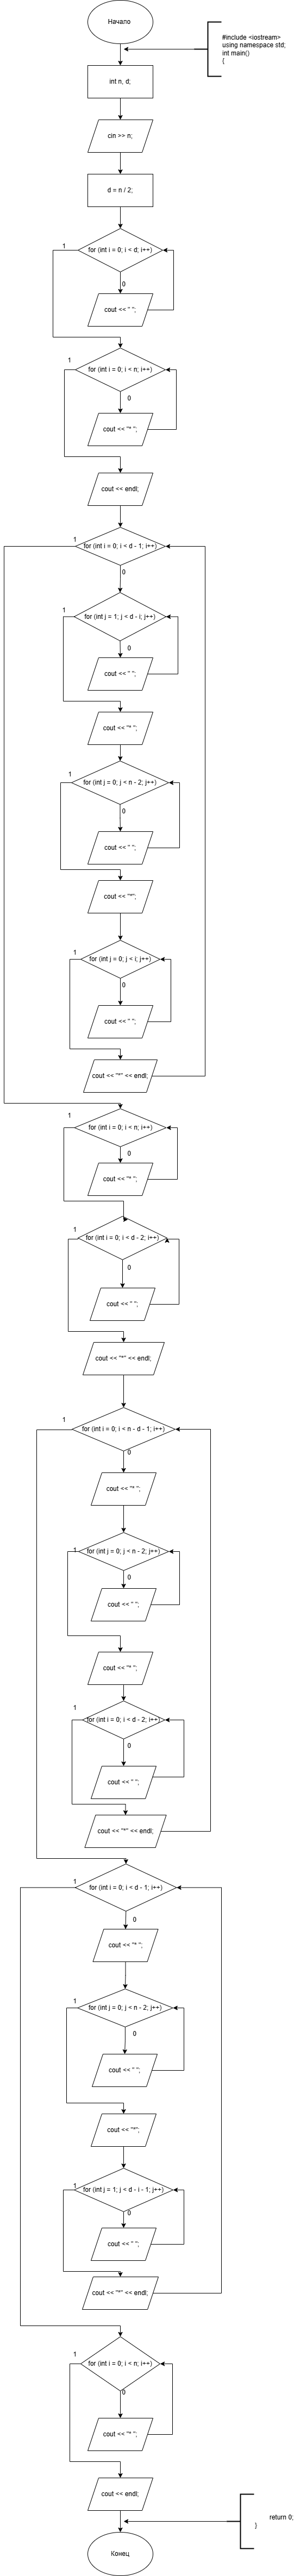 Начало
#include <iostream>
using namespace std;
int main()
{
int n, d;
cin >> n;
d = n / 2;
1
for (int i = 0; i < d; i++)
0
cout << " ";
1
for (int i = 0; i < n; i++)
0
cout << "* ";
cout << endl;
1
for (int i = 0; i < d - 1; i++)
0
1
for (int j = 1; j < d - i; j++)
0
cout << " ";
cout << "* ";
1
for (int j = 0; j < n - 2; j++)
0
cout << " ";
cout << "*";
1
for (int j = 0; j < i; j++)
0
cout << " ";
cout << "*" << endl;
1
for (int i = 0; i < n; i++)
0
cout << "* ";
1
for (int i = 0; i < d - 2; i++)
0
cout << " ";
cout << "*" << endl;
1
for (int i = 0; i < n - d - 1; i++)
0
cout << "* ";
1
for (int j = 0; j < n - 2; j++)
0
cout << " ";
cout << "* ";
1
for (int i = 0; i < d - 2; i++)
0
cout << " ";
cout << "*" << endl;
1
for (int i = 0; i < d - 1; i++)
0
cout << "* ";
1
for (int j = 0; j < n - 2; j++)
0
cout << " ";
cout << "*";
1
for (int j = 1; j < d - i - 1; j++)
0
cout << " ";
cout << "*" << endl;
1
for (int i = 0; i < n; i++)
0
cout << "* ";
cout << endl;
return 0;
}
Конец